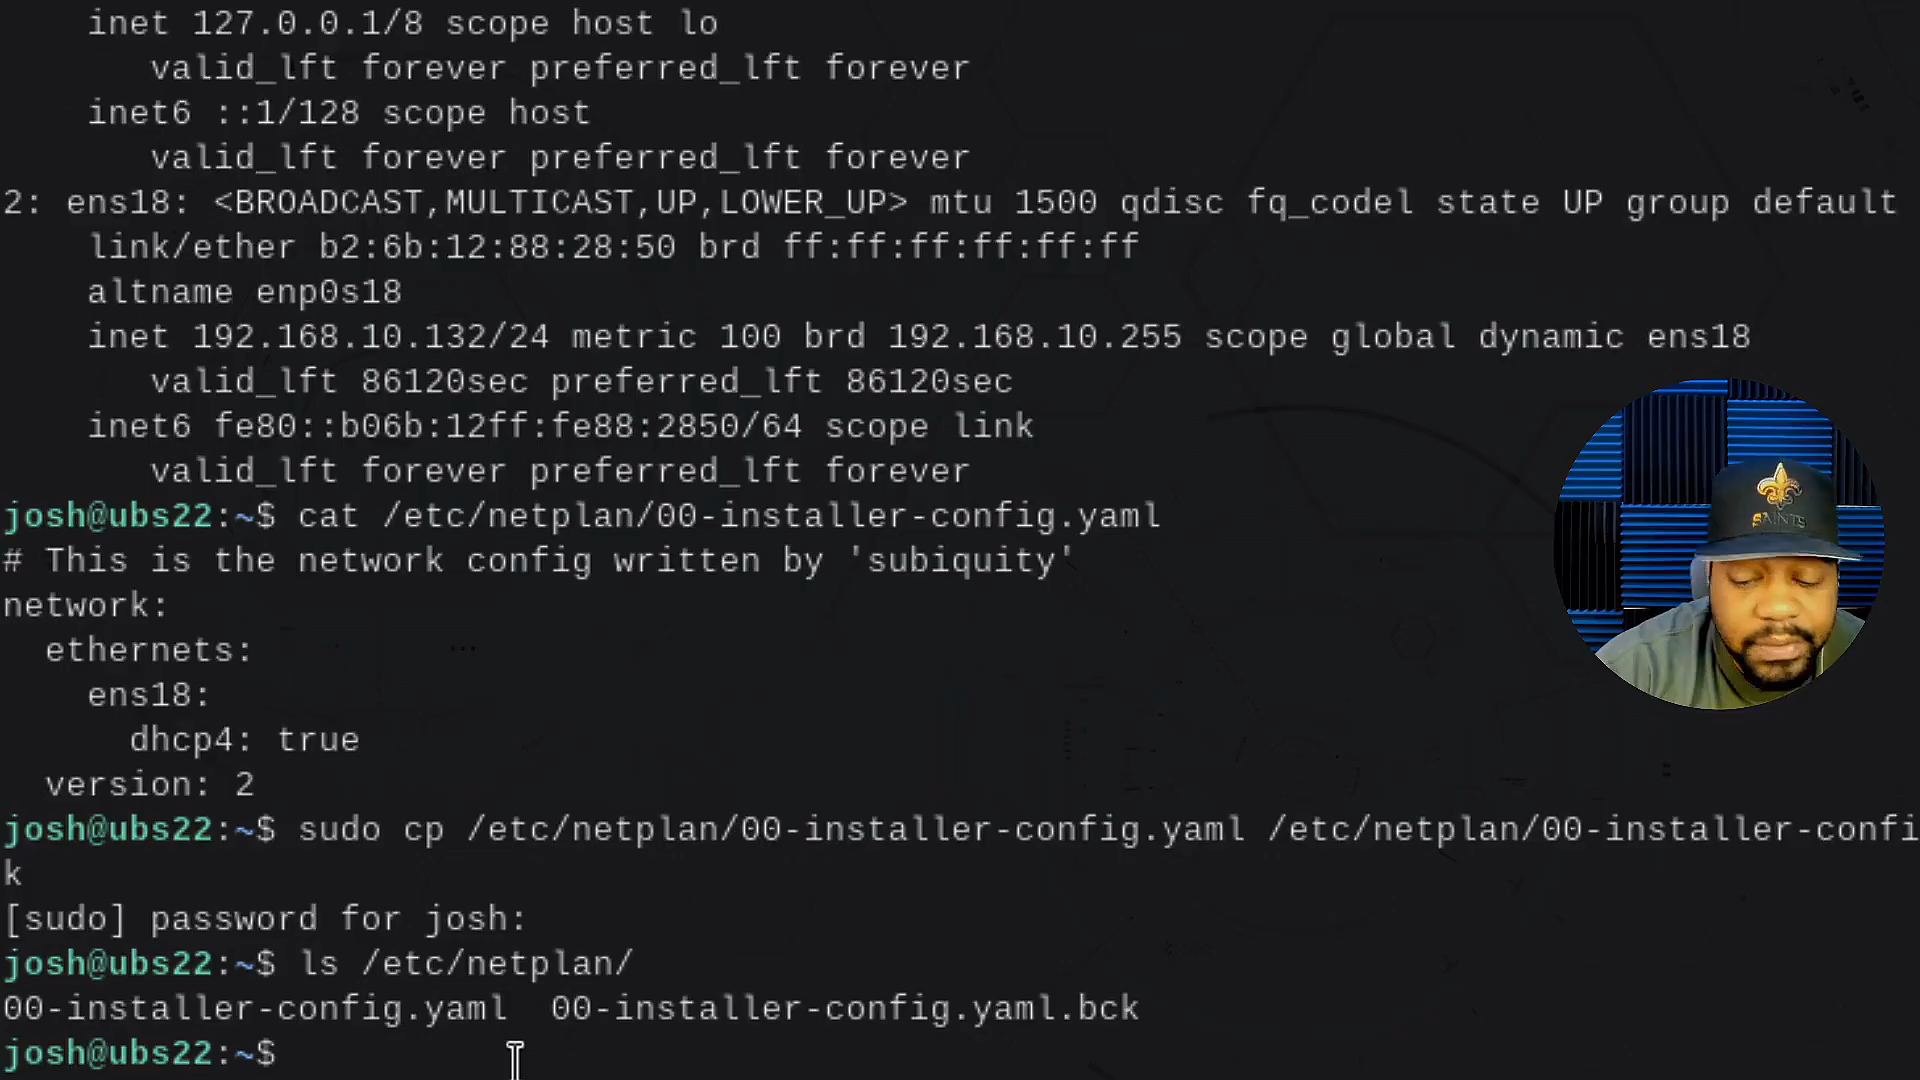 inet 127.0.0.1/8 scope host lo
valid_lft forever preferred_lft forever
inet6 ::1/128 scope host
valid_lft forever preferred_lft forever
2: ens18: <BROADCAST,MULTICAST,UP,LOWER_UP> mtu 1500 qdisc fq_codel state UP group default
link/ether b2:6b:12:88:28:50 brd ff:ff:ff:ff:ff:ff
altname enp0s18
inet 192.168.10.132/24 metric 100 brd 192.168.10.255 scope global dynamic ens18
valid_lft 86120sec preferred_lft 86120sec
inet6 fe80::b06b:12ff:fe88:2850/64 scope link
valid_lft forever preferred_lft forever
josh@ubs22:~$ cat /etc/netplan/00-installer-config.yaml
# This is the network config written by 'subiquity'
network:
ethernets:
ens18:
dhcp4: true
version: 2
josh@ubs22:~$ sudo cp /etc/netplan/00-installer-config.yaml /etc/netplan/00-installer-confi
k
[sudo] password for josh:
josh@ubs22:~$ ls /etc/netplan/
00-installer-config.yaml 00-installer-config.yaml.bck
josh@ubs22:~$
SAINTS